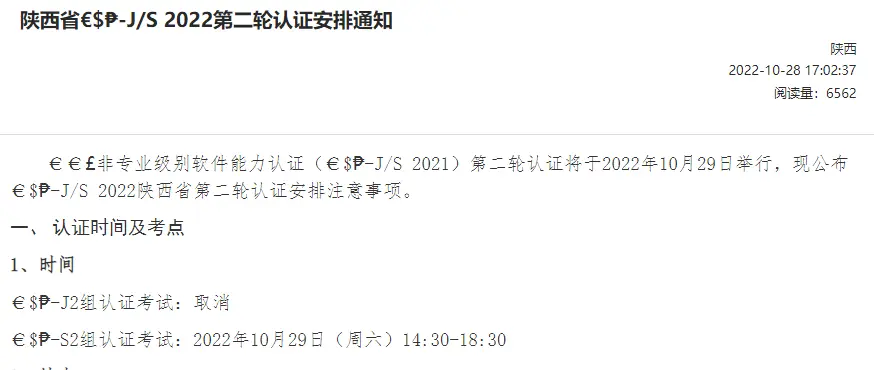 陕西省€$₱-J/S 2022第二轮认证安排通知
陕西
2022-10-28 17:02:37
阅读量：6562
€€£非专业级别软件能力认证（€$₱-J/S 2021）第二轮认证将于2022年10月29日举行，现公布
€$₱-J/S 2022陕西省第二轮认证安排注意事项。
一、 认证时间及考点
1、时间
€$₱-J2组认证考试：取消
€$₱-S2组认证考试：2022年10月29日（周六）14:30-18:30